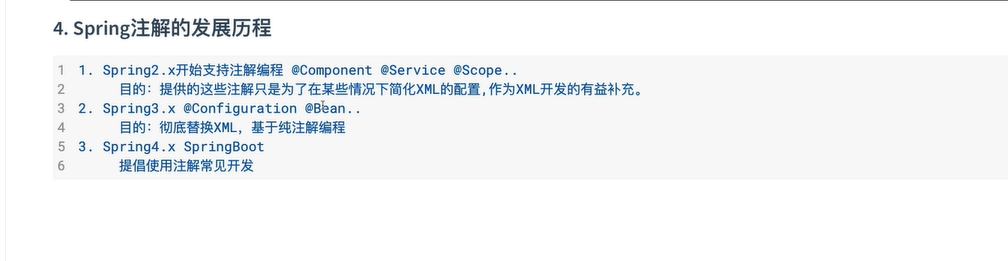 4. Spring注解的发展历程
1 1. Spring2.x开始支持注解编程 @Component @Service @Scope..
2 目的：提供的这些注解只是为了在某些情况下简化XML的配置,作为XML开发的有益补充。
3 2. Spring3.x @Configuration @Bean..
4 目的：彻底替换XML，基于纯注解编程
5 3. Spring4.x SpringBoot
6 提倡使用注解常见开发